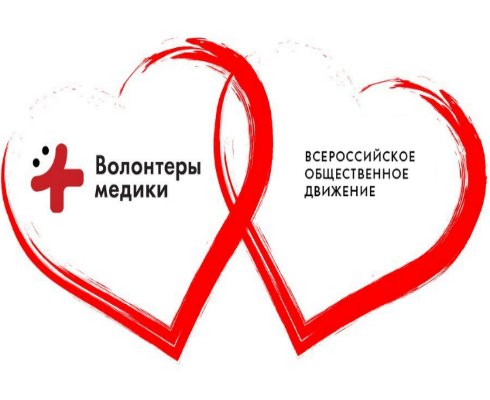 Волонтеры
медики
ВСЕРОССИЙСКОЕ
ОБЩЕСТВЕННОЕ
ДВИЖЕНИЕ